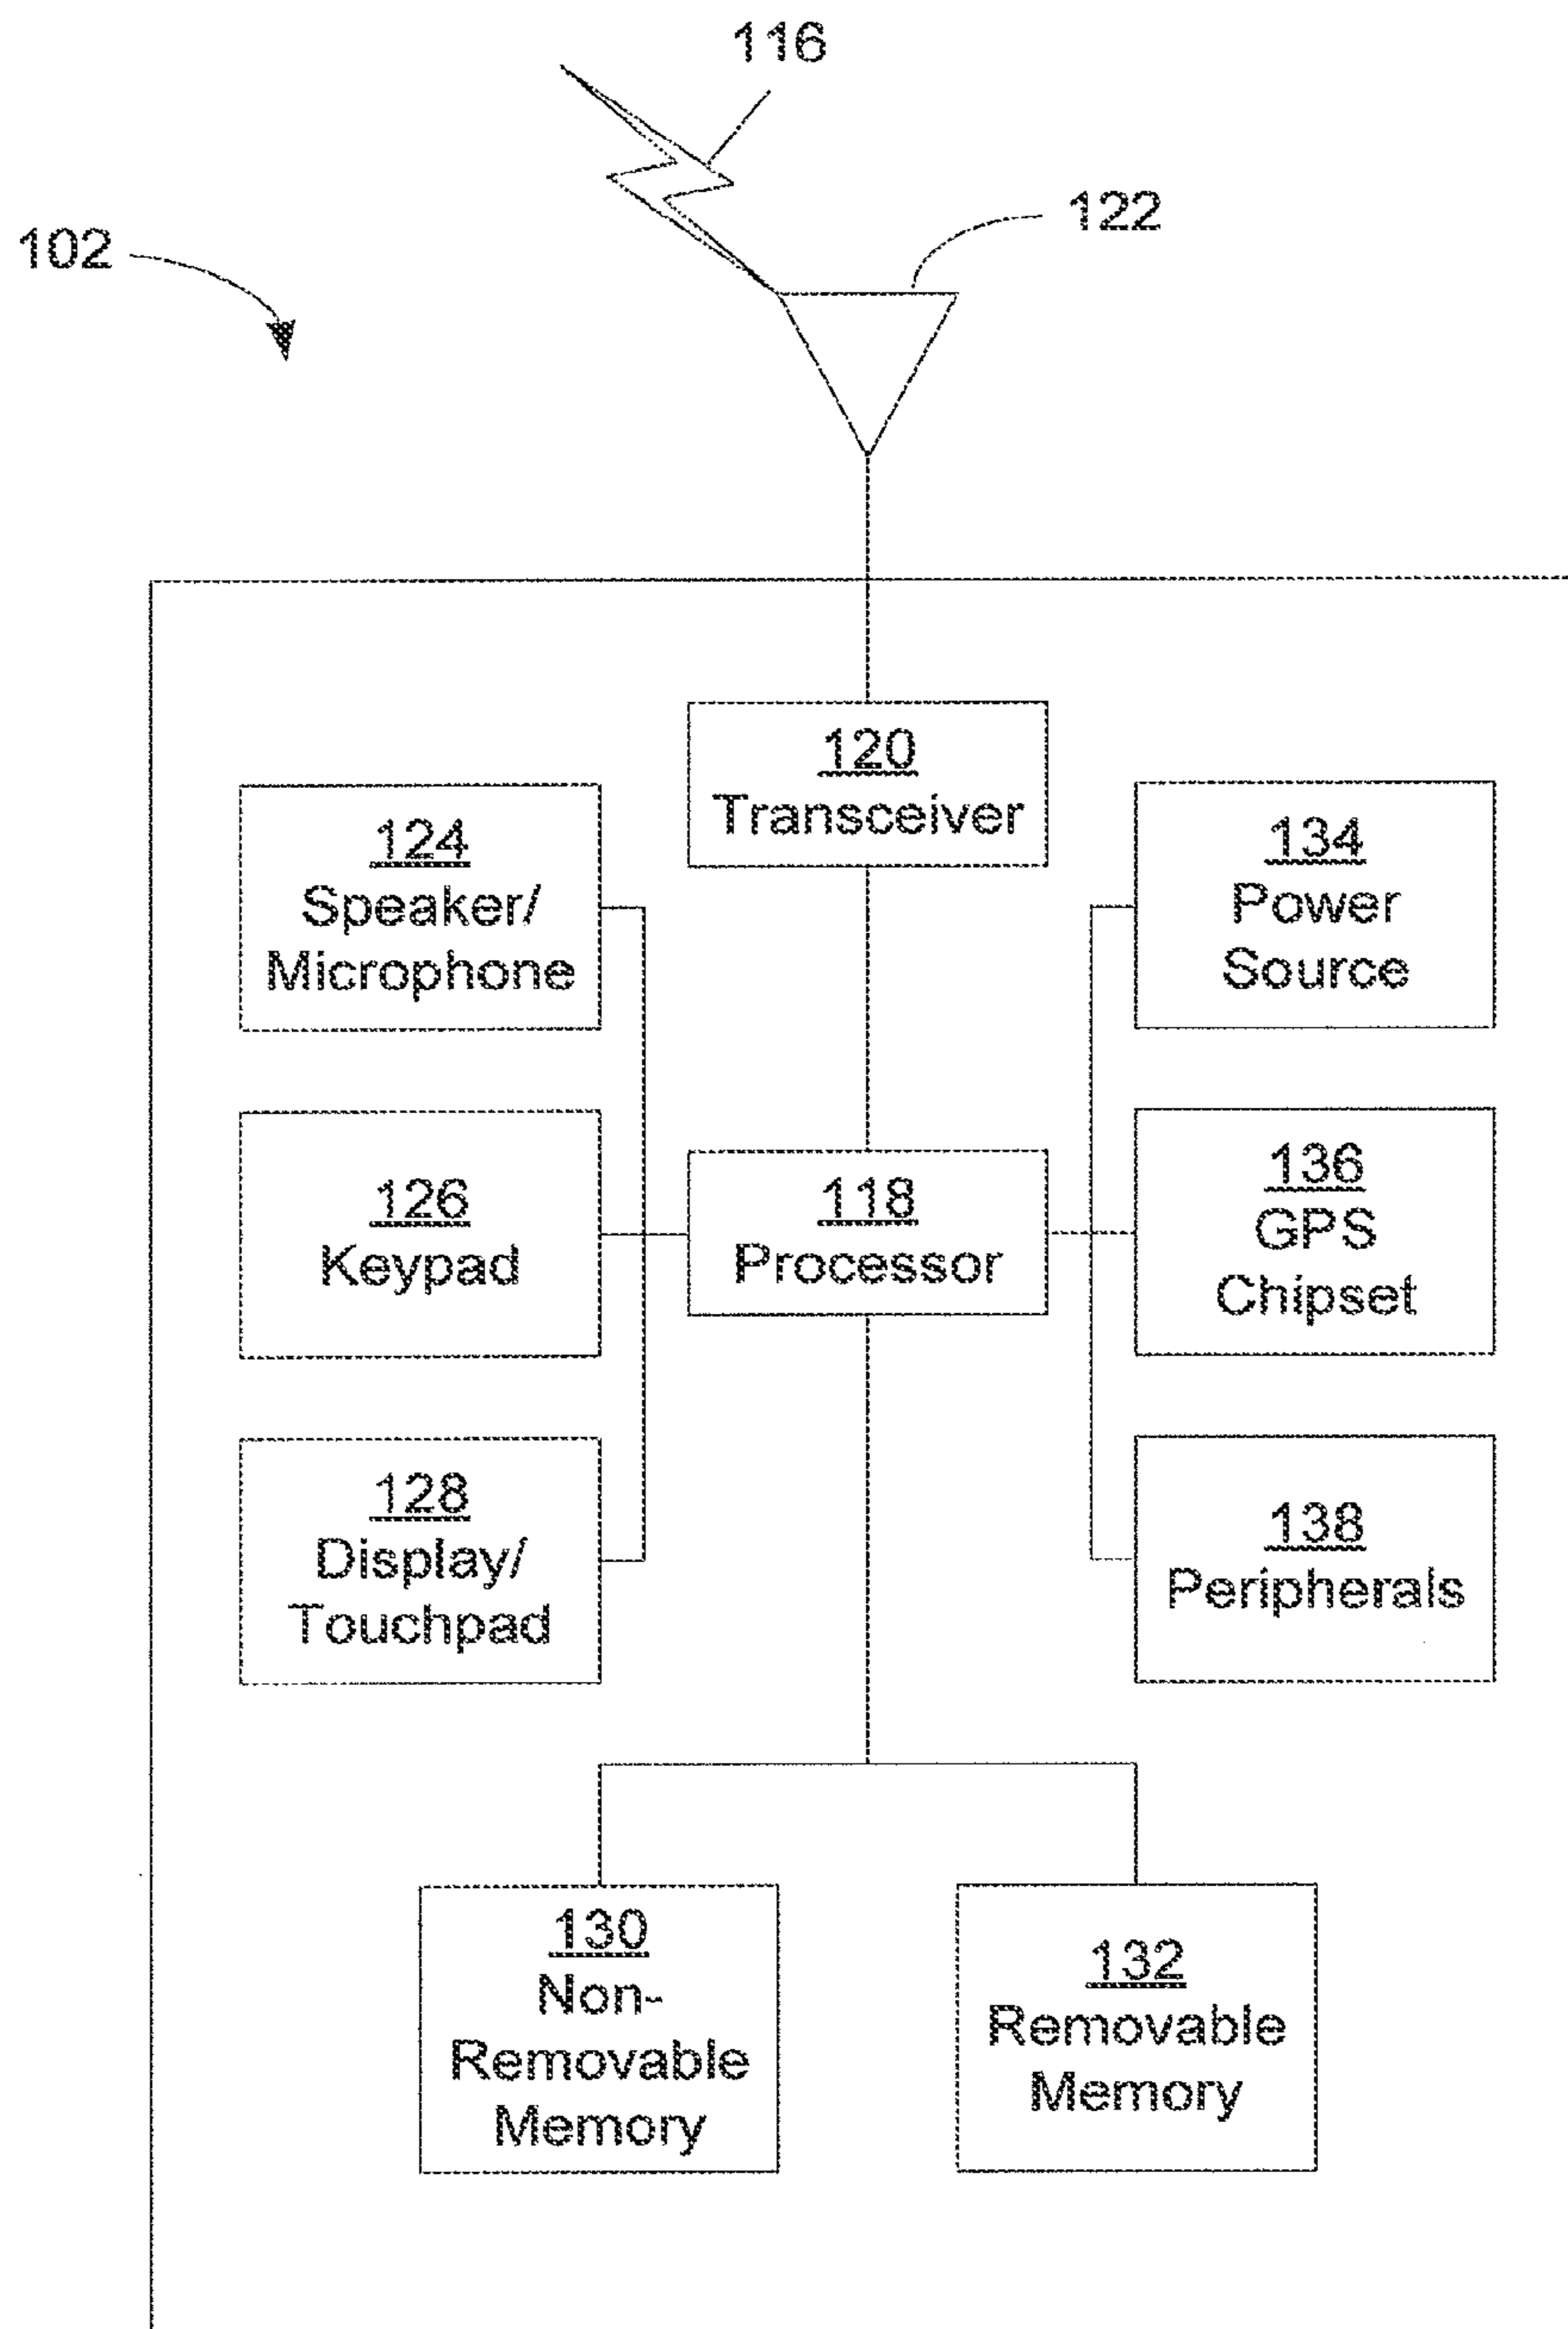 116
122
102
120
Transceiver
124
Speaker/
Microphone
134
Power
Source
126
Keypad
118
Processor
136
GPS
Chipset
128
Display/
Touchpad
138
Peripherals
130
Non-
Removable
Memory
132
Removable
Memory